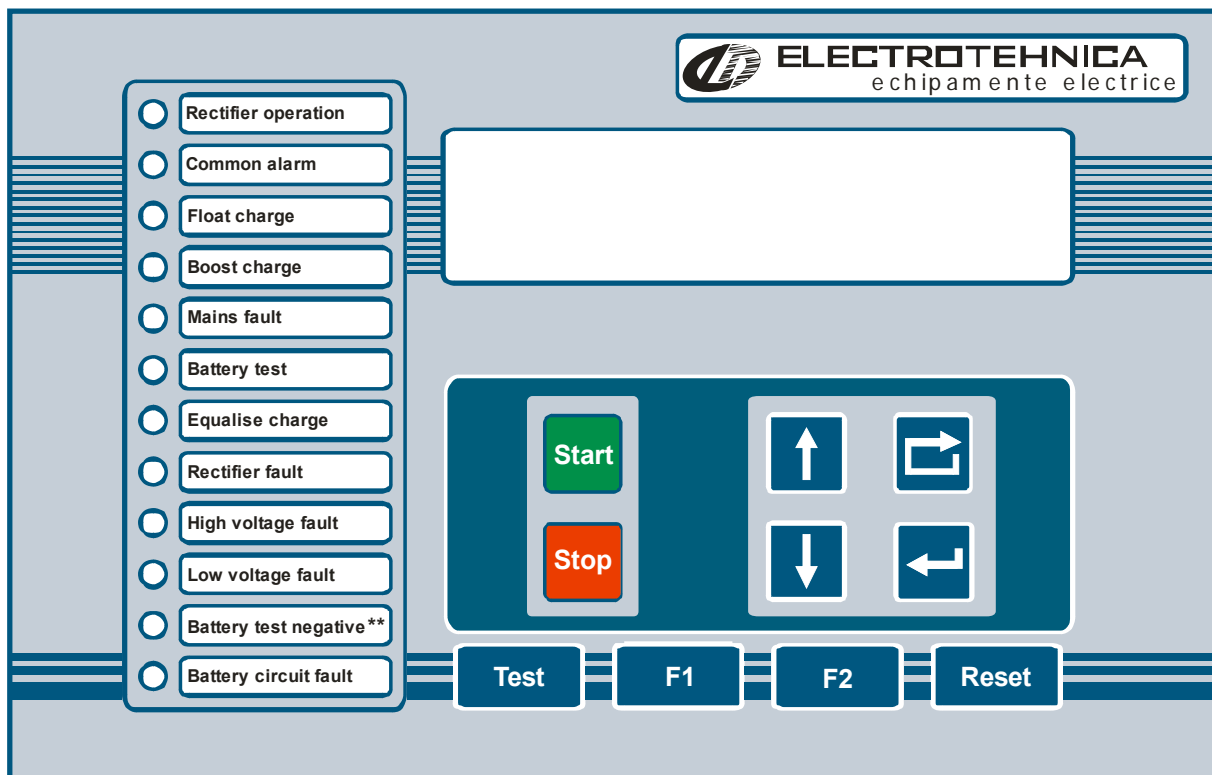 ELECTROTEHNICA
echipamente electrice
Rectifier operation
Common alarm
Float charge
Boost charge
Mains fault
Battery test
Equalise charge
Rectifier fault
High voltage fault
Low voltage fault
Battery test negative**
Battery circuit fault
Start
Stop
Test F1 F2 Reset